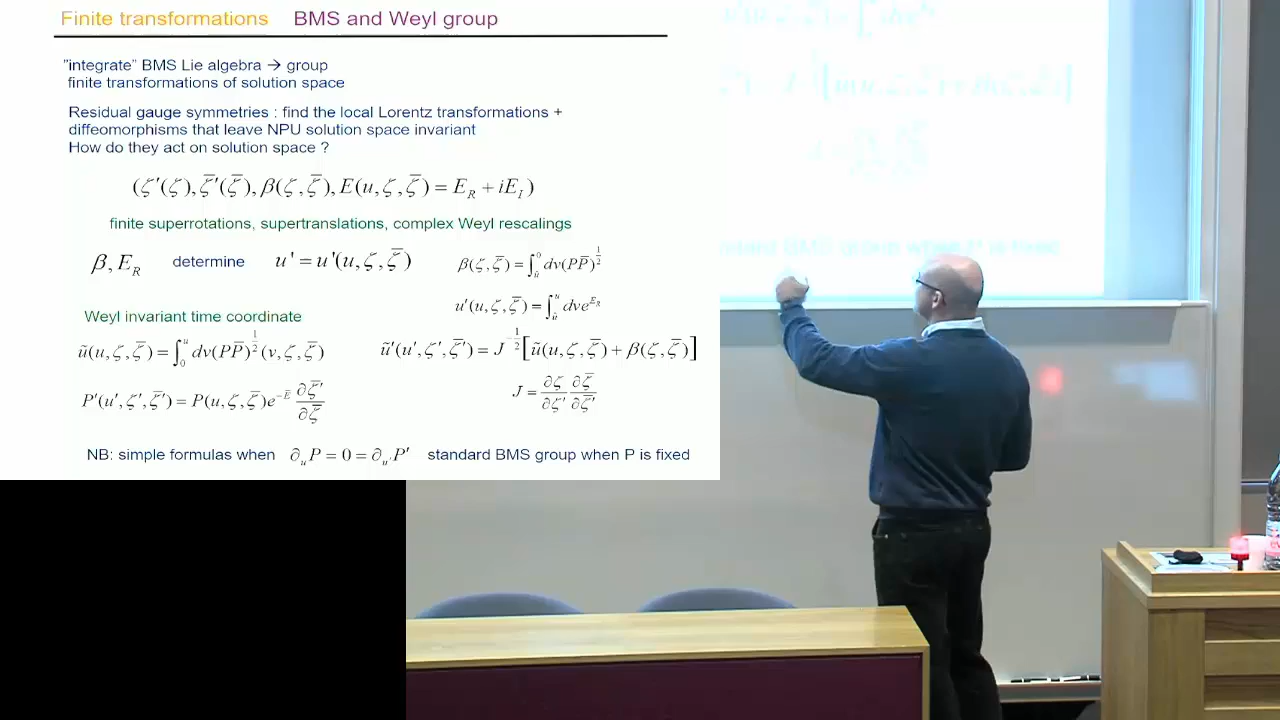 Finite transformations BMS and Weyl group
"integrate" BMS Lie algebra → group
finite transformations of solution space
Residual gauge symmetries : find the local Lorentz transformations +
diffeomorphisms that leave NPU solution space invariant
How do they act on solution space ?
(ζ'(ζ), ζ̄'(ζ̄), β(ζ, ζ̄), E(u, ζ, ζ̄) = E_R + iE_I)
finite superrotations, supertranslations, complex Weyl rescalings
β, E_R determine u' = u'(u, ζ, ζ̄)
β(ζ, ζ̄) = ∫_û^0 dv(PP̄)^{1/2}
u'(u, ζ, ζ̄) = ∫_û^u dve^{E_R}
Weyl invariant time coordinate
ũ(u, ζ, ζ̄) = ∫_0^u dv(PP̄)^{1/2}(v, ζ, ζ̄)
ũ'(u', ζ', ζ̄') = J^{-1/2}[ũ(u, ζ, ζ̄) + β(ζ, ζ̄)]
P'(u', ζ', ζ̄') = P(u, ζ, ζ̄)e^{-Ē} ∂ζ̄'/∂ζ̄
J = ∂ζ/∂ζ' ∂ζ̄/∂ζ̄'
NB: simple formulas when ∂_u P = 0 = ∂_{u'} P' standard BMS group when P is fixed